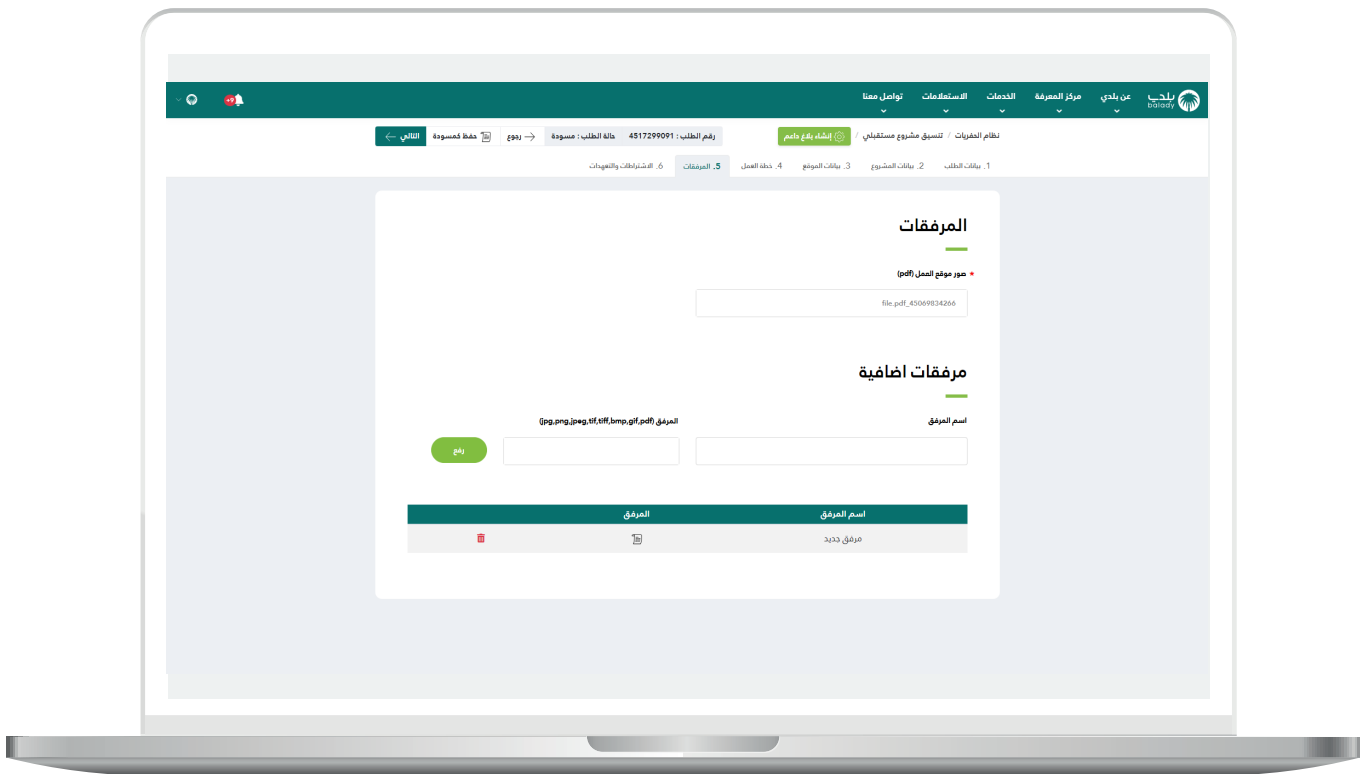 بلدي
balady
عن بلدي
مركز المعرفة
الخدمات
الاستعلامات
تواصل معنا
+9
نظام الحفريات / تنسيق مشروع مستقبلي /
إنشاء بلاغ داعم
رقم الطلب : 4517299091
حالة الطلب : مسودة
رجوع
حفظ كمسودة
التالي
1. بيانات الطلب
2. بيانات المشروع
3. بيانات الموقع
4. خطة العمل
5. المرفقات
6. الاشتراطات والتعهدات
المرفقات
* صور موقع العمل (pdf)
file.pdf_45069834266
مرفقات اضافية
اسم المرفق
المرفق (jpg,png,jpeg,tif,tiff,bmp,gif,pdf)
رفع
اسم المرفق
المرفق
مرفق جديد